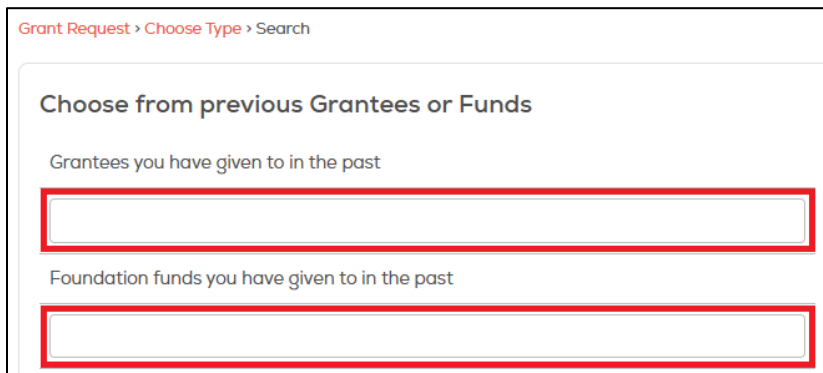 Grant Request › Choose Type › Search
Choose from previous Grantees or Funds
Grantees you have given to in the past
Foundation funds you have given to in the past